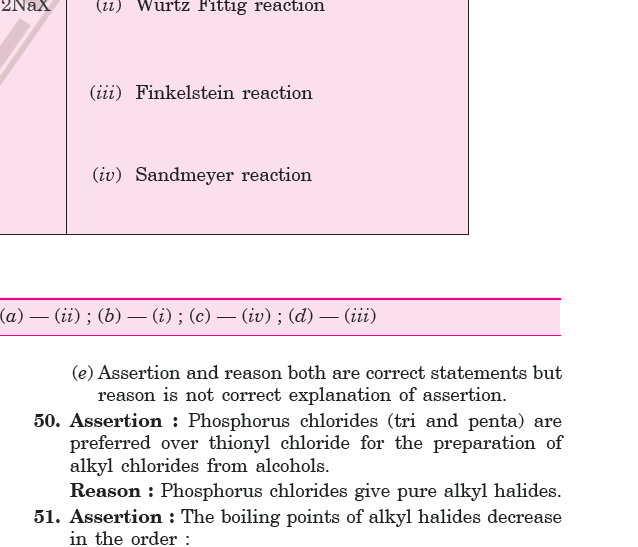 2NaX
(ii) Wurtz Fittig reaction
(iii) Finkelstein reaction
(iv) Sandmeyer reaction
(a) — (ii) ; (b) — (i) ; (c) — (iv) ; (d) — (iii)
(e) Assertion and reason both are correct statements but
reason is not correct explanation of assertion.
50. Assertion : Phosphorus chlorides (tri and penta) are
preferred over thionyl chloride for the preparation of
alkyl chlorides from alcohols.
Reason : Phosphorus chlorides give pure alkyl halides.
51. Assertion : The boiling points of alkyl halides decrease
in the order :